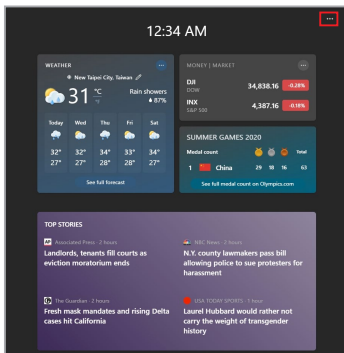 12:34 AM
WEATHER
New Taipei City, Taiwan
31 °C
°F
Rain showers
87%
Today Wed Thu Fri Sat
32° 32° 34° 33° 34°
27° 27° 28° 28° 27°
See full forecast
MONEY | MARKET
DJI
DOW
34,838.16 -0.28%
INX
S&P 500
4,387.16 -0.18%
SUMMER GAMES 2020
Medal count Total
1 China 29 18 16 63
See full medal count on Olympics.com
TOP STORIES
AP Associated Press · 2 hours
Landlords, tenants fill courts as
eviction moratorium ends
NBC News · 2 hours
N.Y. county lawmakers pass bill
allowing police to sue protesters for
harassment
The Guardian · 2 hours
Fresh mask mandates and rising Delta
cases hit California
USA TODAY SPORTS · 1 hour
Laurel Hubbard would rather not
carry the weight of transgender
history